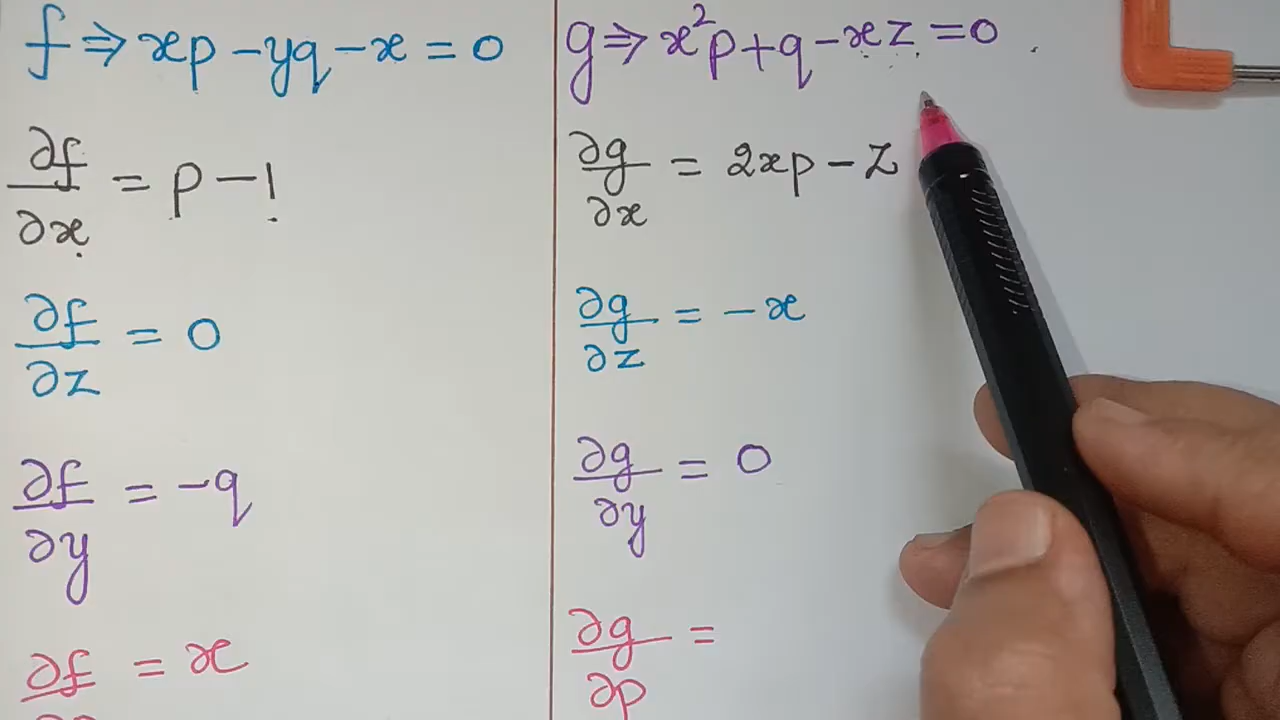 f ⇒ xp - yq - x = 0
∂f/∂x = p - 1
∂f/∂z = 0
∂f/∂y = -q
∂f = x
g ⇒ x²p + q - xz = 0
∂g/∂x = 2xp - z
∂g/∂z = -x
∂g/∂y = 0
∂g/∂p =